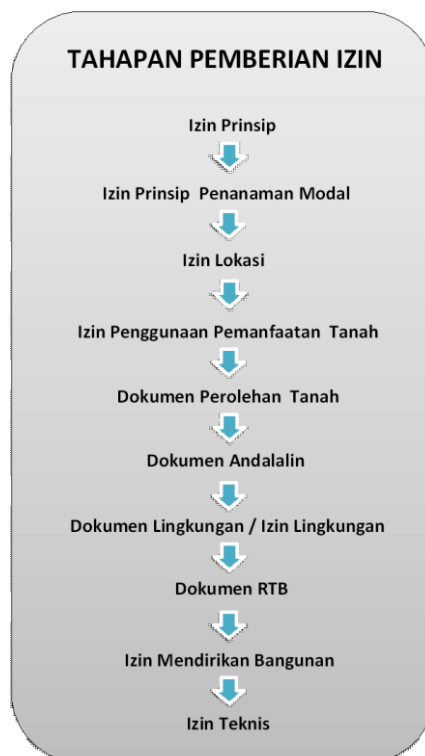 TAHAPAN PEMBERIAN IZIN
Izin Prinsip
Izin Prinsip Penanaman Modal
Izin Lokasi
Izin Penggunaan Pemanfaatan Tanah
Dokumen Perolehan Tanah
Dokumen Andalalin
Dokumen Lingkungan / Izin Lingkungan
Dokumen RTB
Izin Mendirikan Bangunan
Izin Teknis